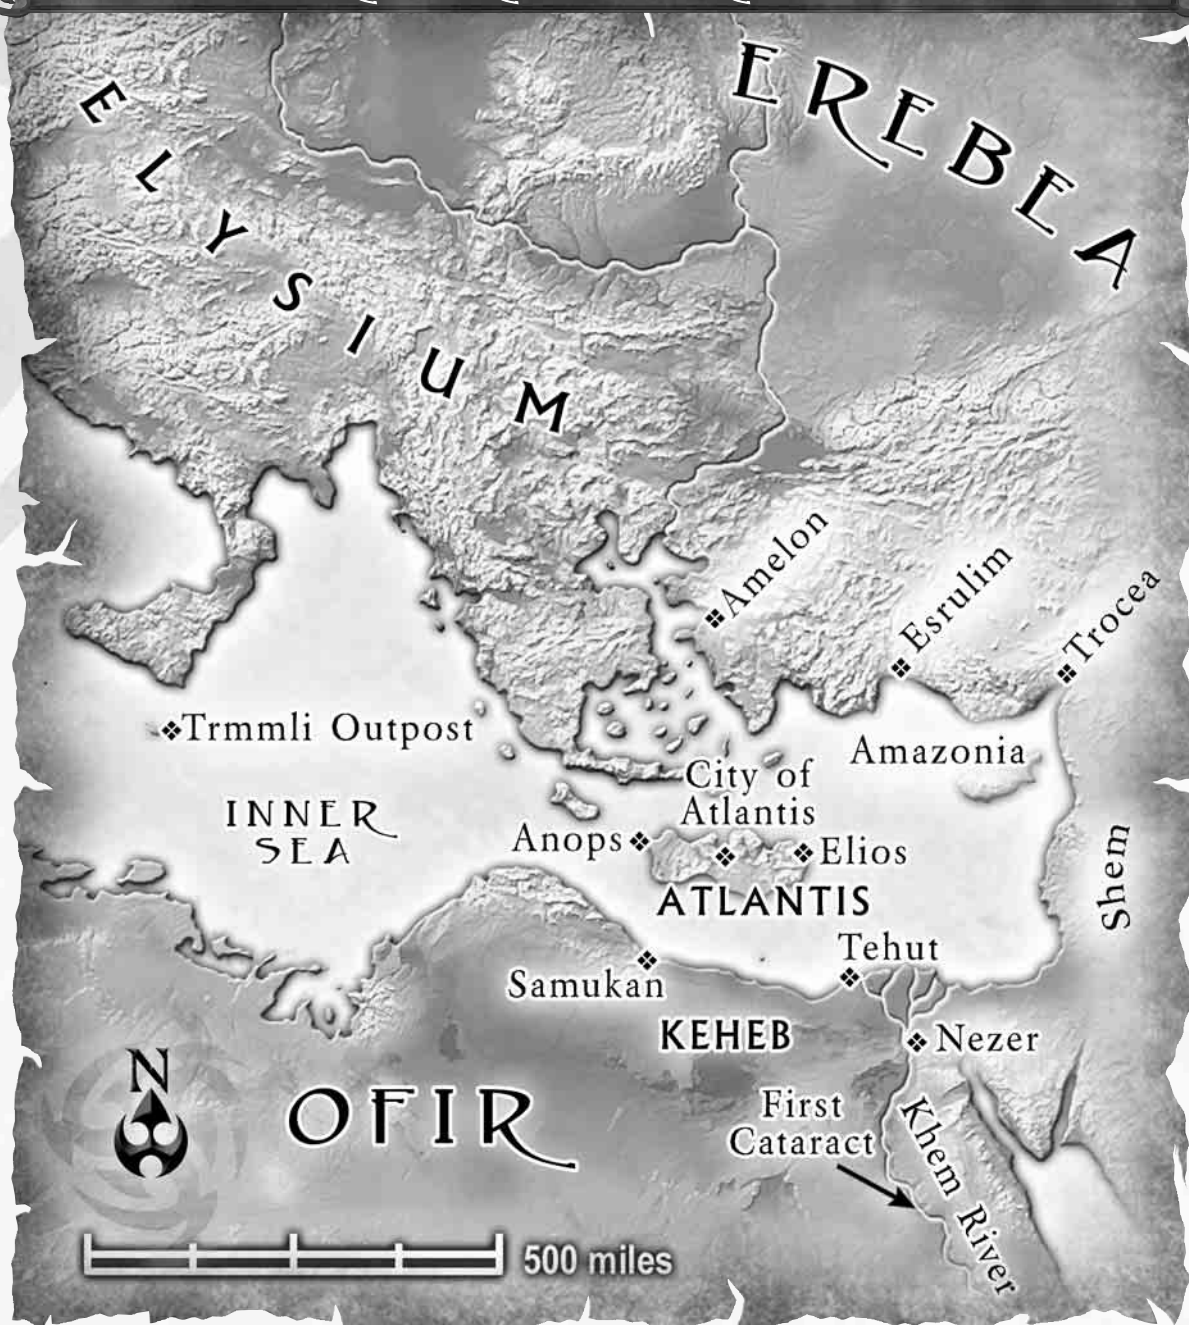 EREBEA
ELYSIUM
Amelon
Esrulim
Trocea
Trmmli Outpost
Amazonia
City of
Atlantis
INNER
SEA
Anops
Elios
ATLANTIS
Shem
Tehut
Samukan
KEHEB
Nezer
N
OFIR
First
Cataract
Khem River
500 miles